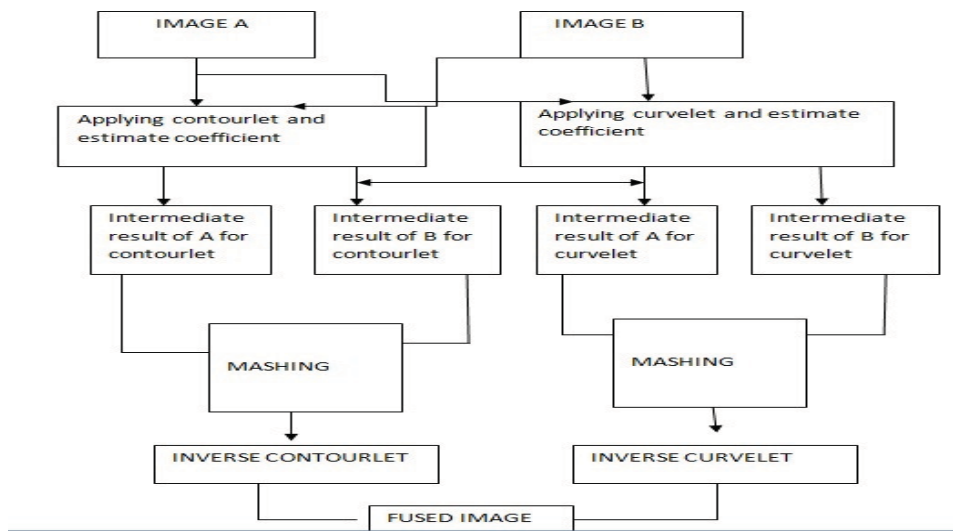 IMAGE A
IMAGE B
Applying contourlet and
estimate coefficient
Applying curvelet and estimate
coefficient
Intermediate
result of A for
contourlet
Intermediate
result of B for
contourlet
Intermediate
result of A for
curvelet
Intermediate
result of B for
curvelet
MASHING
MASHING
INVERSE CONTOURLET
INVERSE CURVELET
FUSED IMAGE